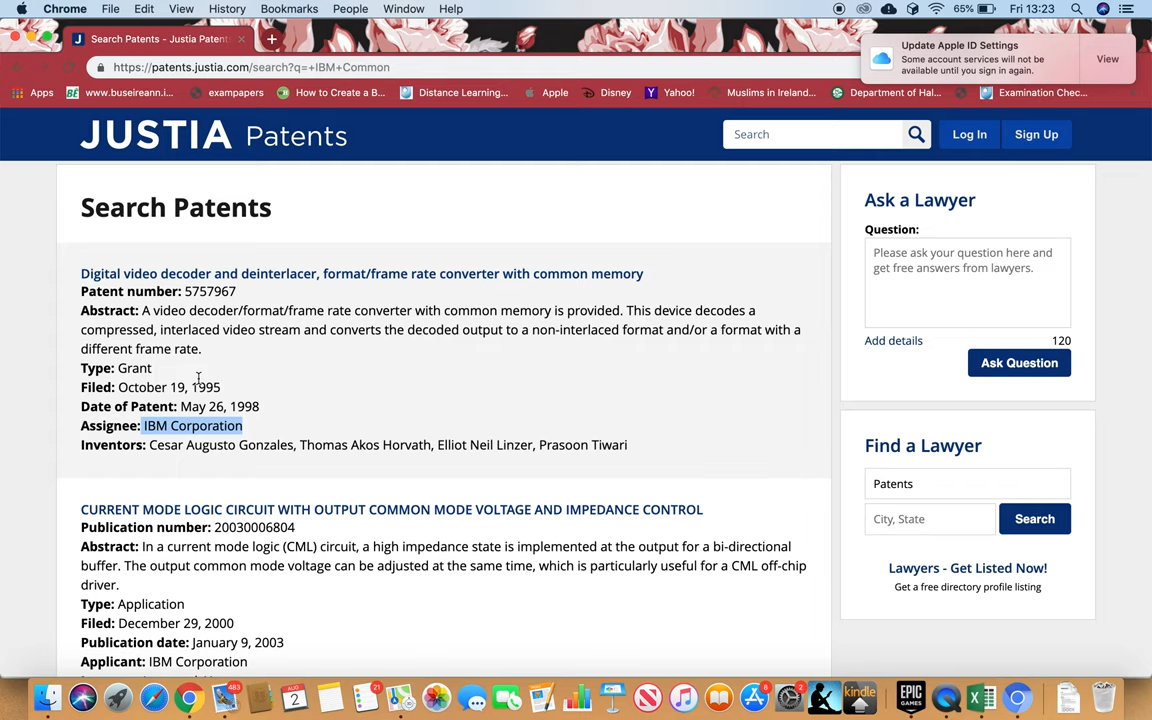 Chrome File Edit View History Bookmarks People Window Help 65% Fri 13:23
Search Patents - Justia Patent
Update Apple ID Settings
Some account services will not be
available until you sign in again.
View
https://patents.justia.com/search?q=+IBM+Common
Apps www.buseireann.i... exampapers How to Create a B... Distance Learning... Apple Disney Yahoo! Muslims in Ireland... Department of Hal... Examination Chec...
JUSTIA Patents
Search
Log In
Sign Up
Search Patents
Digital video decoder and deinterlacer, format/frame rate converter with common memory
Patent number: 5757967
Abstract: A video decoder/format/frame rate converter with common memory is provided. This device decodes a
compressed, interlaced video stream and converts the decoded output to a non-interlaced format and/or a format with a
different frame rate.
Type: Grant
Filed: October 19, 1995
Date of Patent: May 26, 1998
Assignee: IBM Corporation
Inventors: Cesar Augusto Gonzales, Thomas Akos Horvath, Elliot Neil Linzer, Prasoon Tiwari
CURRENT MODE LOGIC CIRCUIT WITH OUTPUT COMMON MODE VOLTAGE AND IMPEDANCE CONTROL
Publication number: 20030006804
Abstract: In a current mode logic (CML) circuit, a high impedance state is implemented at the output for a bi-directional
buffer. The output common mode voltage can be adjusted at the same time, which is particularly useful for a CML off-chip
driver.
Type: Application
Filed: December 29, 2000
Publication date: January 9, 2003
Applicant: IBM Corporation
Ask a Lawyer
Question:
Please ask your question here and
get free answers from lawyers.
Add details 120
Ask Question
Find a Lawyer
Patents
City, State
Search
Lawyers - Get Listed Now!
Get a free directory profile listing
483
AUG
2
21
8
2
kindle
EPIC
GAMES